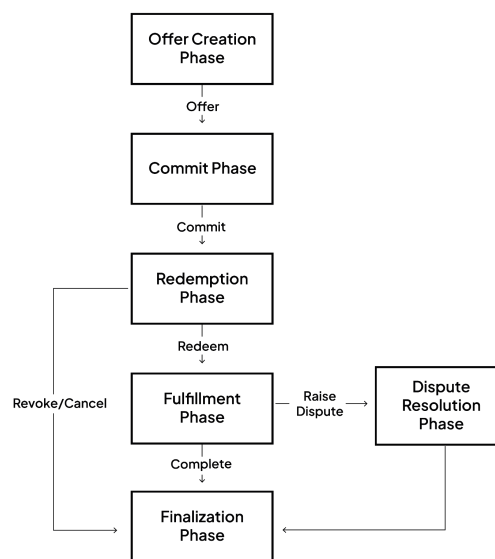 Offer Creation
Phase
Offer
Commit Phase
Commit
Redemption
Phase
Redeem
Revoke/Cancel
Fulfillment
Phase
Raise
Dispute
Dispute
Resolution
Phase
Complete
Finalization
Phase